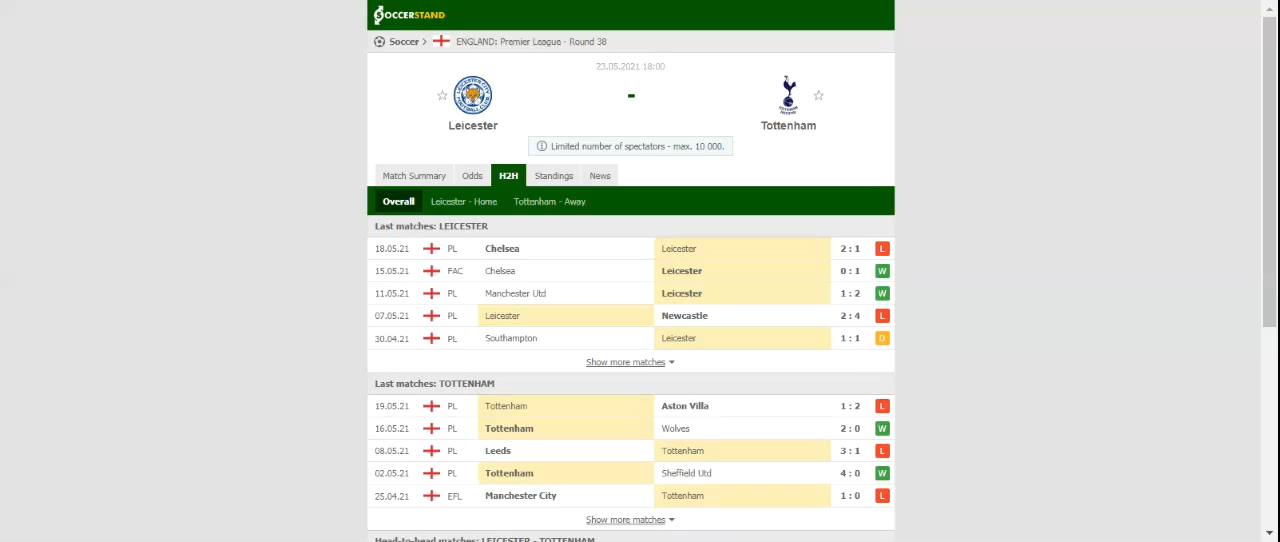 SOCCERSTAND
Soccer > ENGLAND: Premier League - Round 38
23.05.2021 18:00
-
Leicester Tottenham
Limited number of spectators - max. 10 000.
Match Summary Odds H2H Standings News
Overall Leicester - Home Tottenham - Away
Last matches: LEICESTER
18.05.21 PL Chelsea Leicester 2 : 1 L
15.05.21 FAC Chelsea Leicester 0 : 1 W
11.05.21 PL Manchester Utd Leicester 1 : 2 W
07.05.21 PL Leicester Newcastle 2 : 4 L
30.04.21 PL Southampton Leicester 1 : 1 D
Show more matches
Last matches: TOTTENHAM
19.05.21 PL Tottenham Aston Villa 1 : 2 L
16.05.21 PL Tottenham Wolves 2 : 0 W
08.05.21 PL Leeds Tottenham 3 : 1 L
02.05.21 PL Tottenham Sheffield Utd 4 : 0 W
25.04.21 EFL Manchester City Tottenham 1 : 0 L
Show more matches
Head-to-head matches: LEICESTER - TOTTENHAM